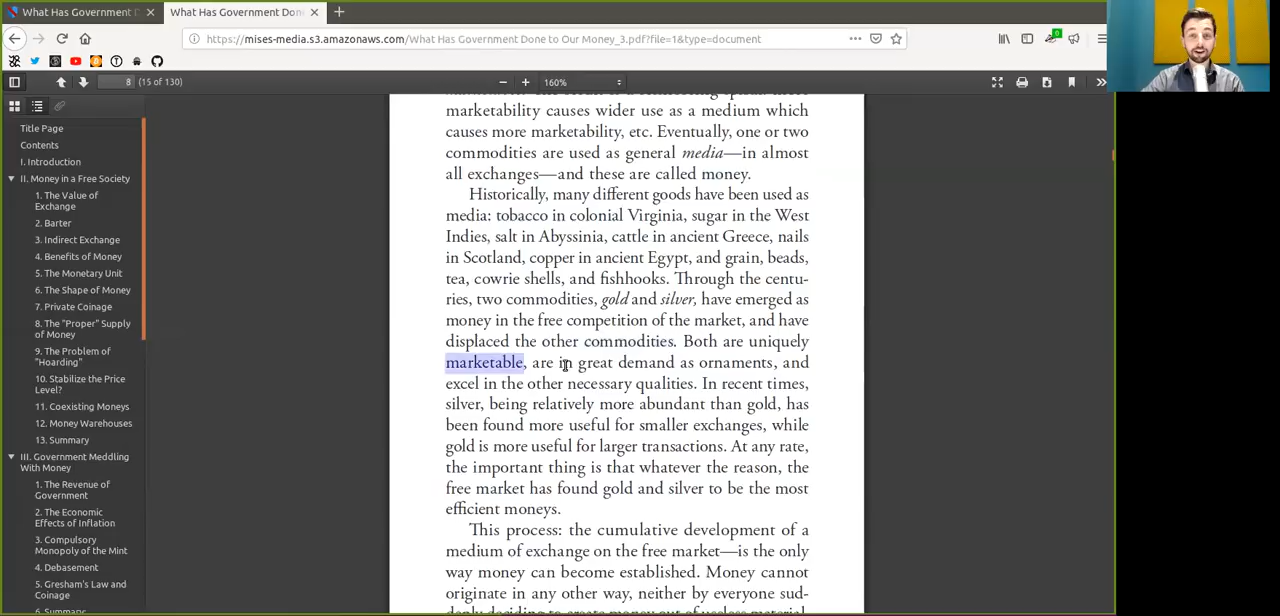 What Has Government D
What Has Government Don
https://mises-media.s3.amazonaws.com/What Has Government Done to Our Money_3.pdf?file=1&type=document
0
8 (15 of 130)
160%
Title Page
Contents
I. Introduction
II. Money in a Free Society
1. The Value of
Exchange
2. Barter
3. Indirect Exchange
4. Benefits of Money
5. The Monetary Unit
6. The Shape of Money
7. Private Coinage
8. The "Proper" Supply
of Money
9. The Problem of
"Hoarding"
10. Stabilize the Price
Level?
11. Coexisting Moneys
12. Money Warehouses
13. Summary
III. Government Meddling
With Money
1. The Revenue of
Government
2. The Economic
Effects of Inflation
3. Compulsory
Monopoly of the Mint
4. Debasement
5. Gresham's Law and
Coinage
6. Summary
marketability causes wider use as a medium which
causes more marketability, etc. Eventually, one or two
commodities are used as general media—in almost
all exchanges—and these are called money.
Historically, many different goods have been used as
media: tobacco in colonial Virginia, sugar in the West
Indies, salt in Abyssinia, cattle in ancient Greece, nails
in Scotland, copper in ancient Egypt, and grain, beads,
tea, cowrie shells, and fishhooks. Through the centu-
ries, two commodities, gold and silver, have emerged as
money in the free competition of the market, and have
displaced the other commodities. Both are uniquely
marketable, are in great demand as ornaments, and
excel in the other necessary qualities. In recent times,
silver, being relatively more abundant than gold, has
been found more useful for smaller exchanges, while
gold is more useful for larger transactions. At any rate,
the important thing is that whatever the reason, the
free market has found gold and silver to be the most
efficient moneys.
This process: the cumulative development of a
medium of exchange on the free market—is the only
way money can become established. Money cannot
originate in any other way, neither by everyone sud-
denly deciding to create money out of useless material,